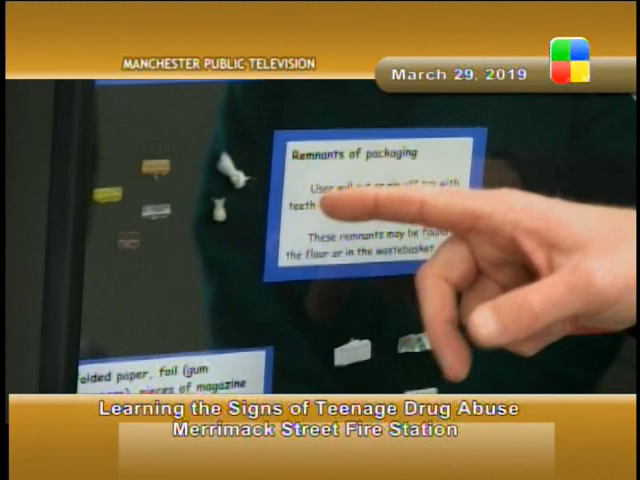 MANCHESTER PUBLIC TELEVISION
March 29, 2019
Remnants of packaging
User will
with
teeth
These remnants may be found
the floor or in the wastebasket
folded paper, foil (gum
pieces of magazine
Learning the Signs of Teenage Drug Abuse
Merrimack Street Fire Station